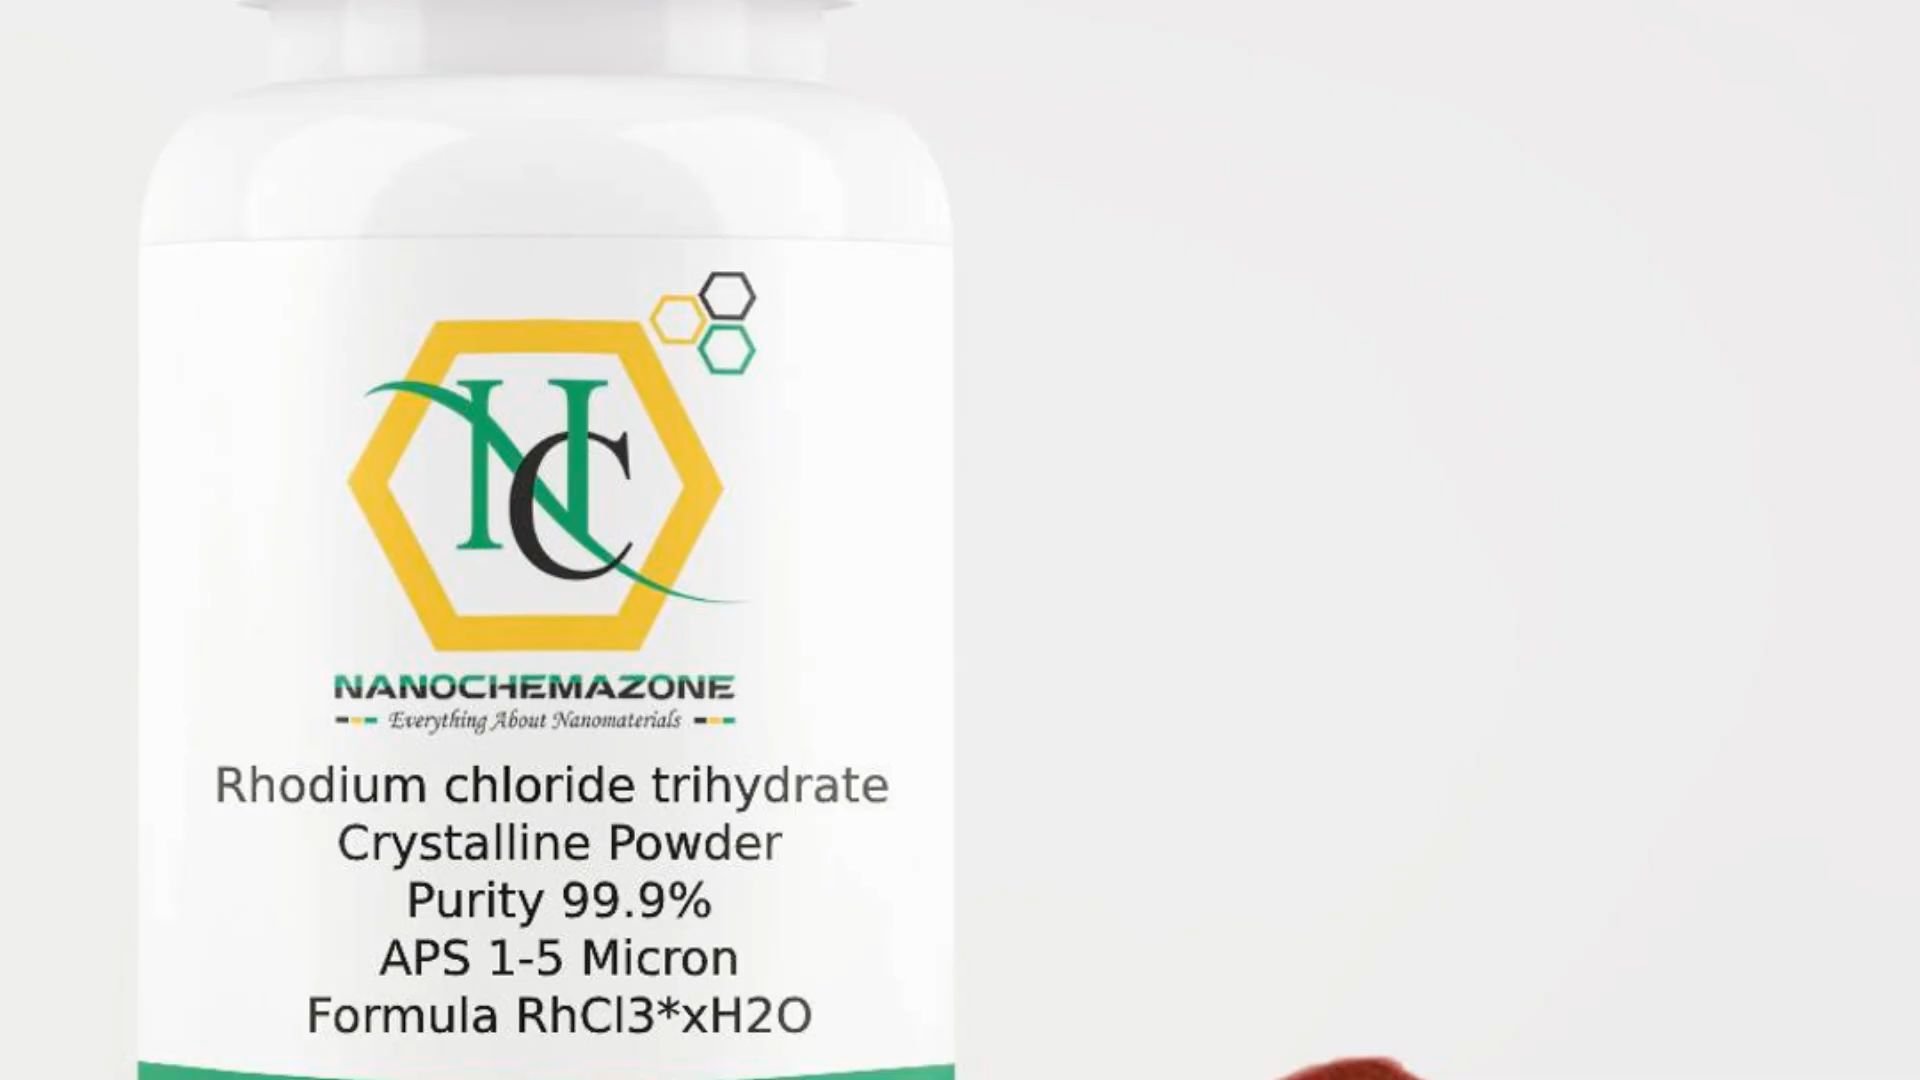 NC
NANOCHEMAZONE
Everything About Nanomaterials
Rhodium chloride trihydrate
Crystalline Powder
Purity 99.9%
APS 1-5 Micron
Formula RhCl3*xH2O